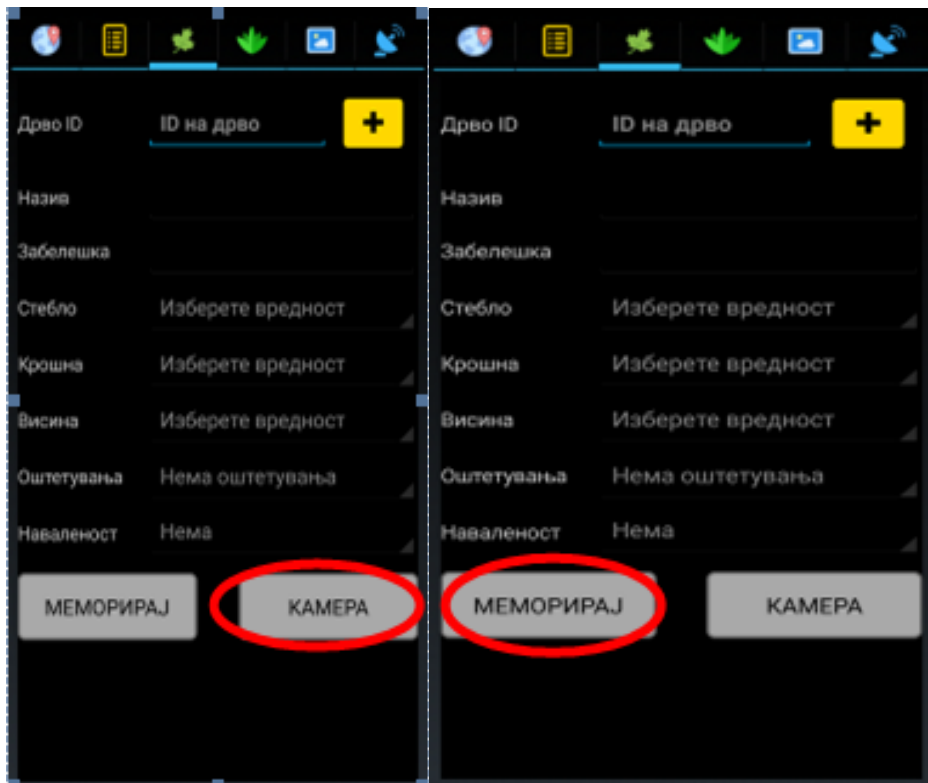 Дрво ID
ID на дрво
+
Назив
Забелешка
Стебло
Изберете вредност
Крошна
Изберете вредност
Висина
Изберете вредност
Оштетувања
Нема оштетувања
Наваленост
Нема
МЕМОРИРАЈ
КАМЕРА
Дрво ID
ID на дрво
+
Назив
Забелешка
Стебло
Изберете вредност
Крошна
Изберете вредност
Висина
Изберете вредност
Оштетувања
Нема оштетувања
Наваленост
Нема
МЕМОРИРАЈ
КАМЕРА